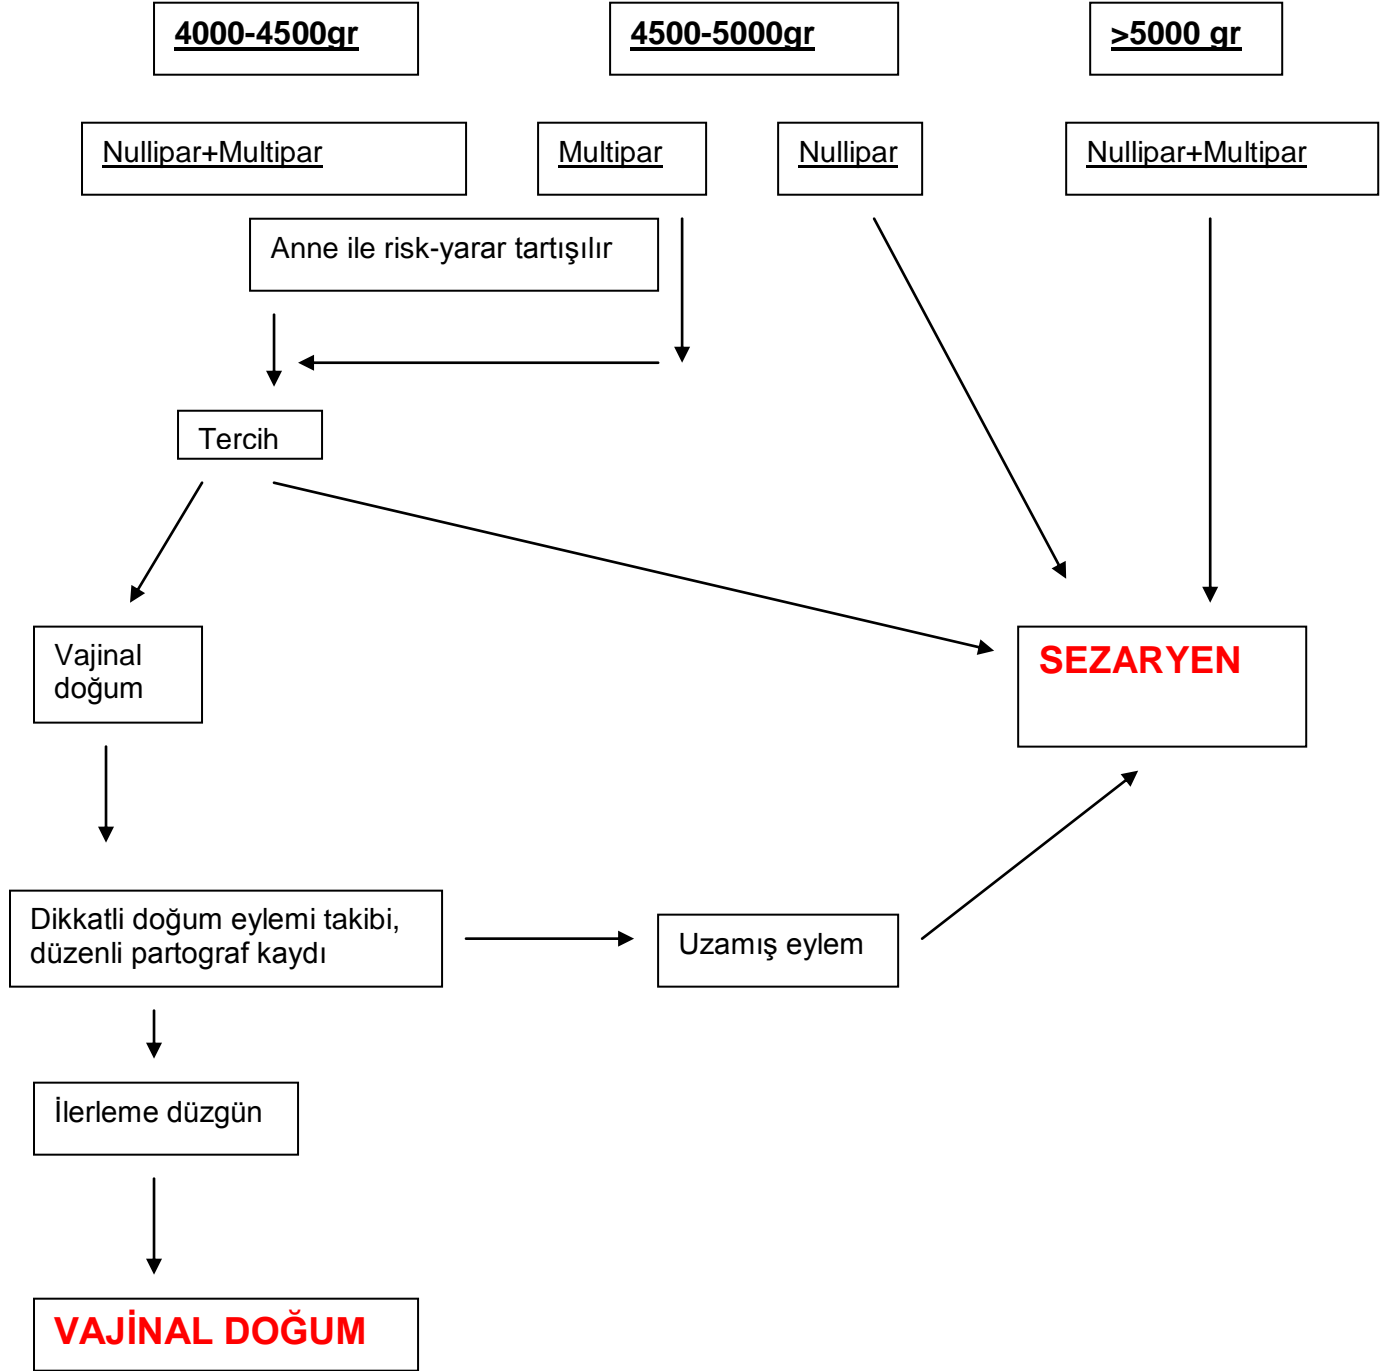 4000-4500gr
4500-5000gr
>5000 gr
Nullipar+Multipar
Multipar
Nullipar
Nullipar+Multipar
Anne ile risk-yarar tartışılır
Tercih
Vajinal
doğum
SEZARYEN
Dikkatli doğum eylemi takibi,
düzenli partograf kaydı
Uzamış eylem
İlerleme düzgün
VAJİNAL DOĞUM